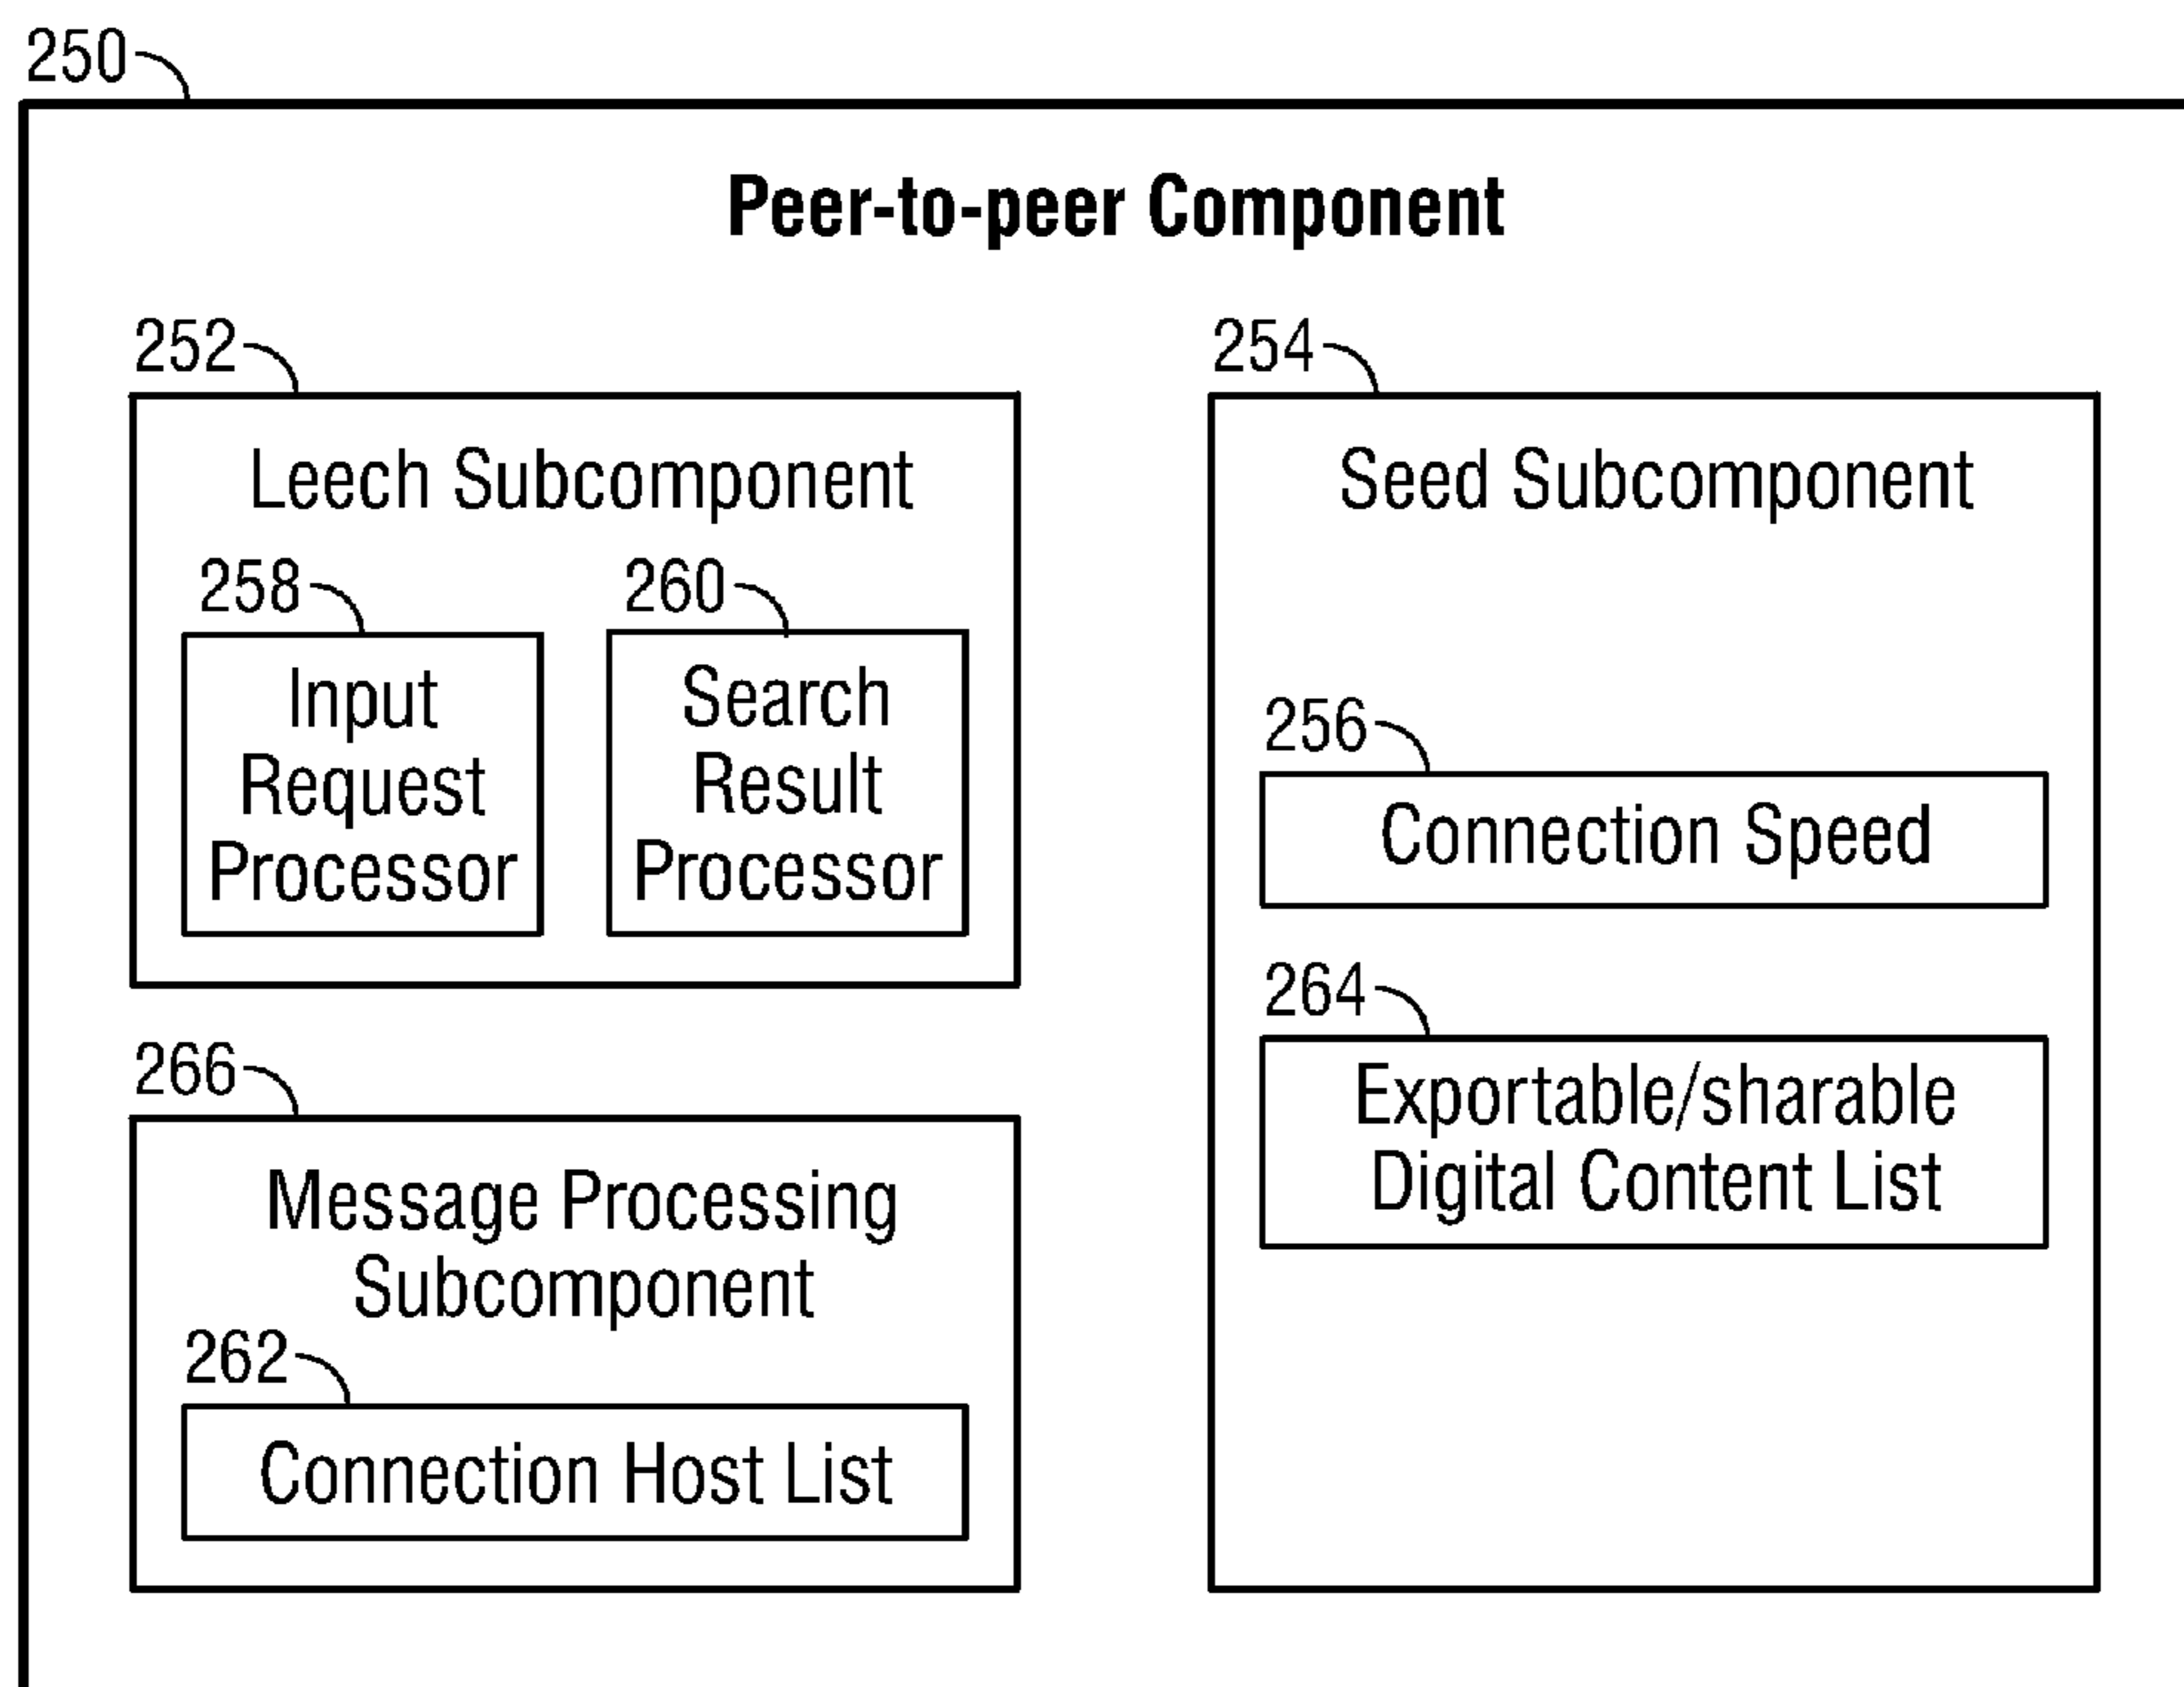 250
Peer-to-peer Component
252
Leech Subcomponent
258
Input
Request
Processor
260
Search
Result
Processor
266
Message Processing
Subcomponent
262
Connection Host List
254
Seed Subcomponent
256
Connection Speed
264
Exportable/sharable
Digital Content List